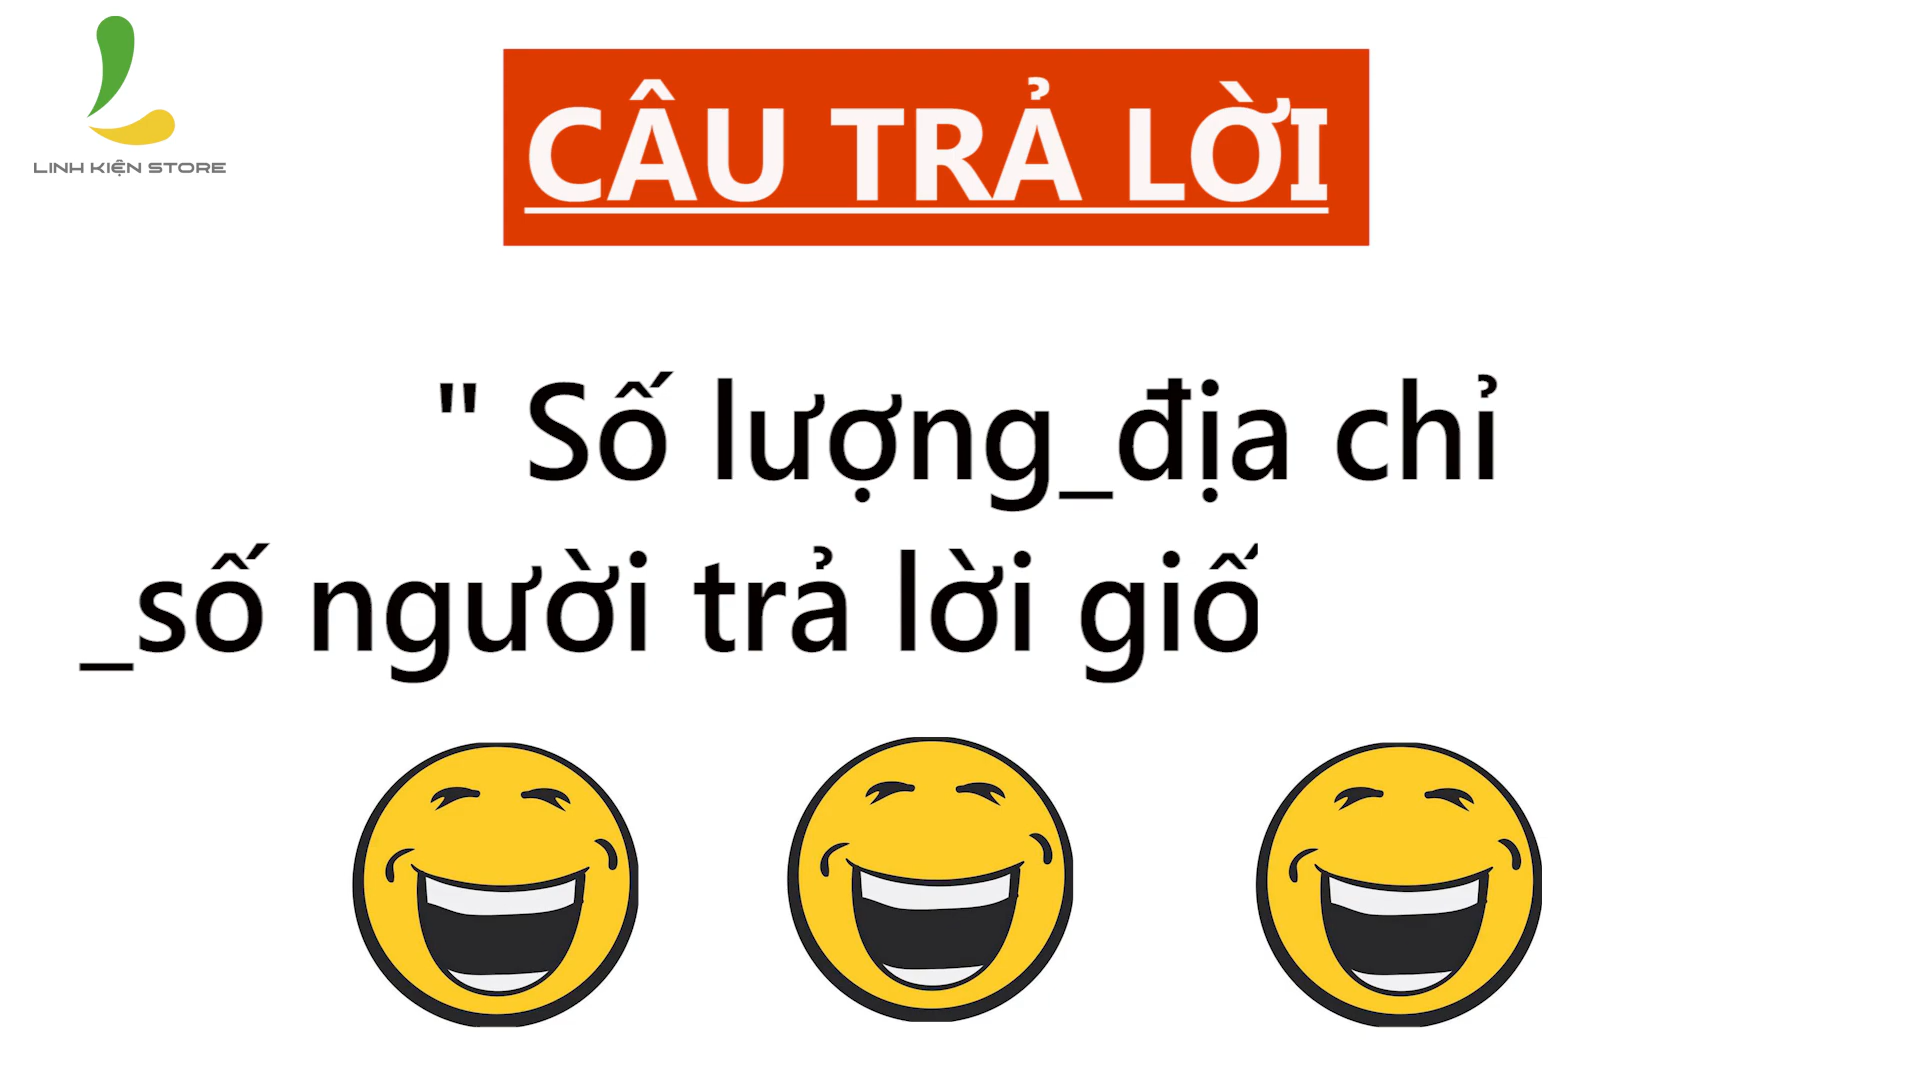 LINH KIỆN STORE
CÂU TRẢ LỜI
" Số lượng_địa chỉ
_số người trả lời giố